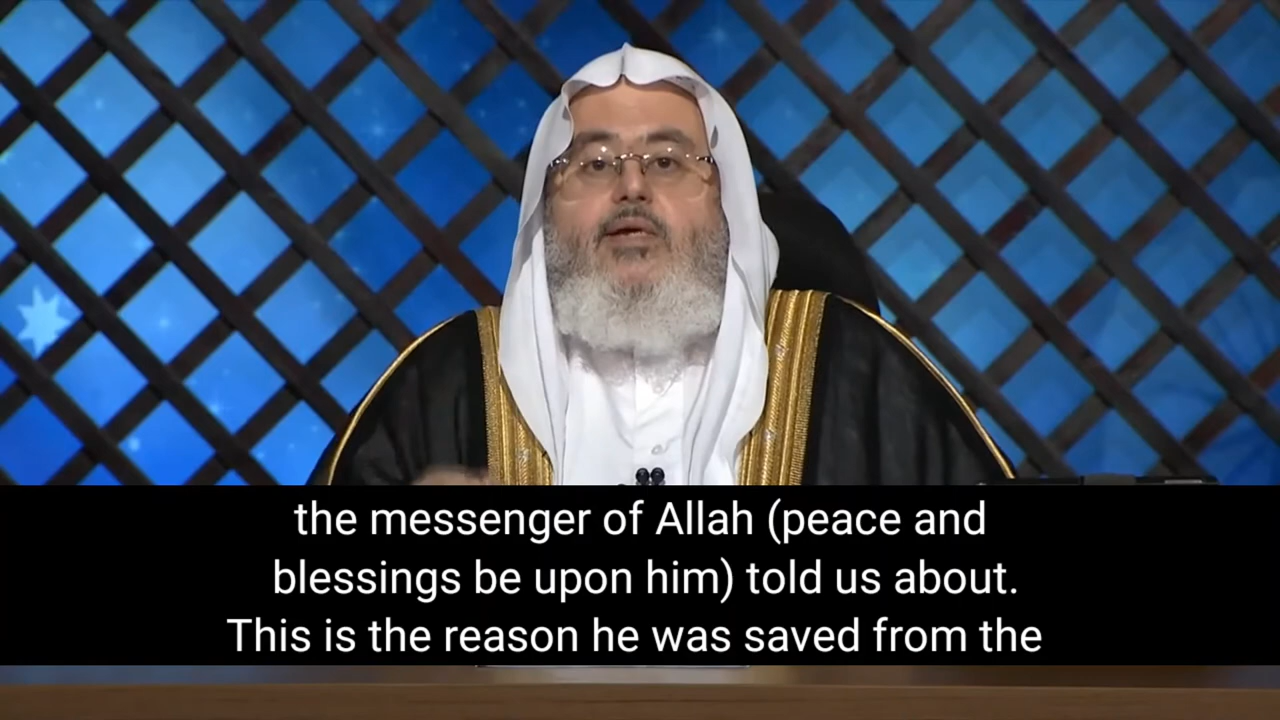 the messenger of Allah (peace and
blessings be upon him) told us about.
This is the reason he was saved from the